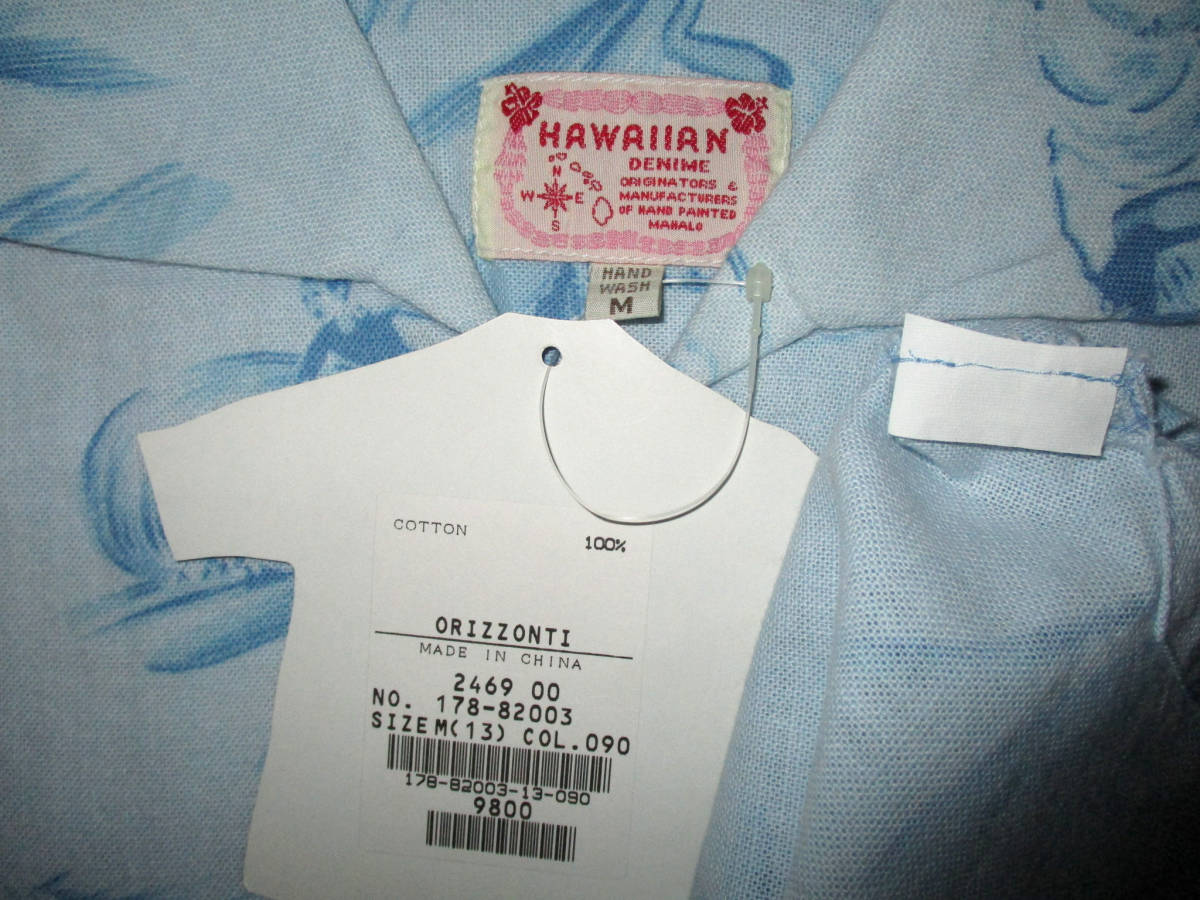 HAWAIIAN
DENIME
ORIGINATORS &
MANUFACTURERS
OF HAND PAINTED
MAHALO
N
W E
S
HAND
WASH
M
COTTON 100%
ORIZZONTI
MADE IN CHINA
2469 00
NO. 178-82003
SIZE M(13) COL.090
178-82003-13-090
9800